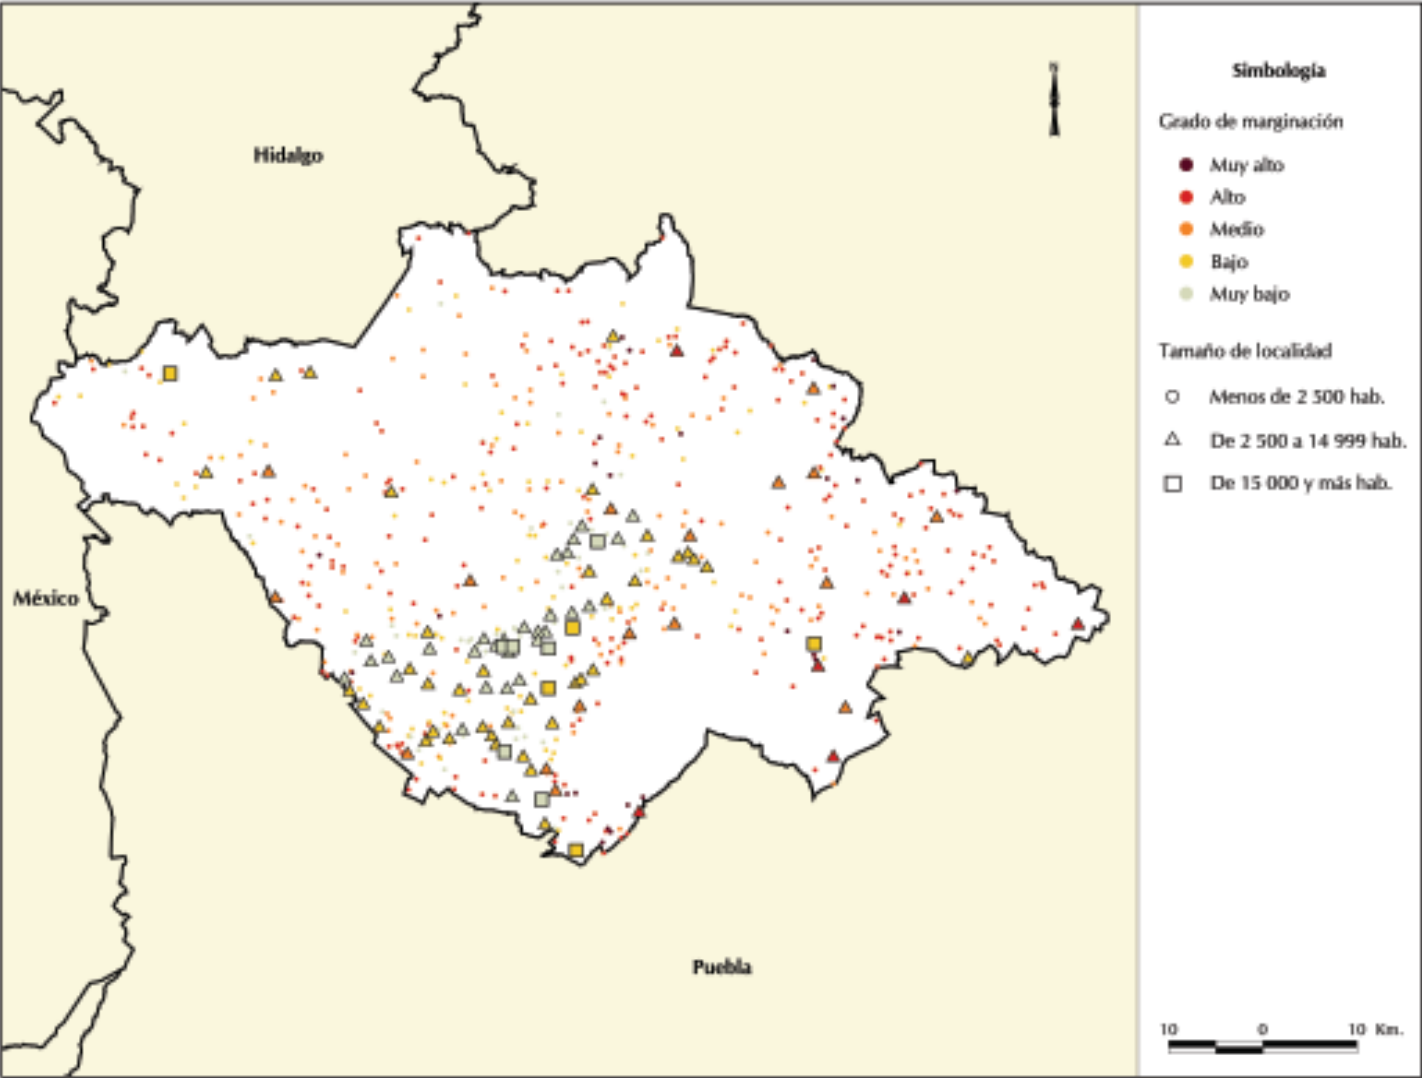 Simbología
N
Hidalgo
Grado de marginación
Muy alto
Alto
Medio
Bajo
Muy bajo
Tamaño de localidad
Menos de 2 500 hab.
De 2 500 a 14 999 hab.
De 15 000 y más hab.
México
Puebla
10 0 10 Km.